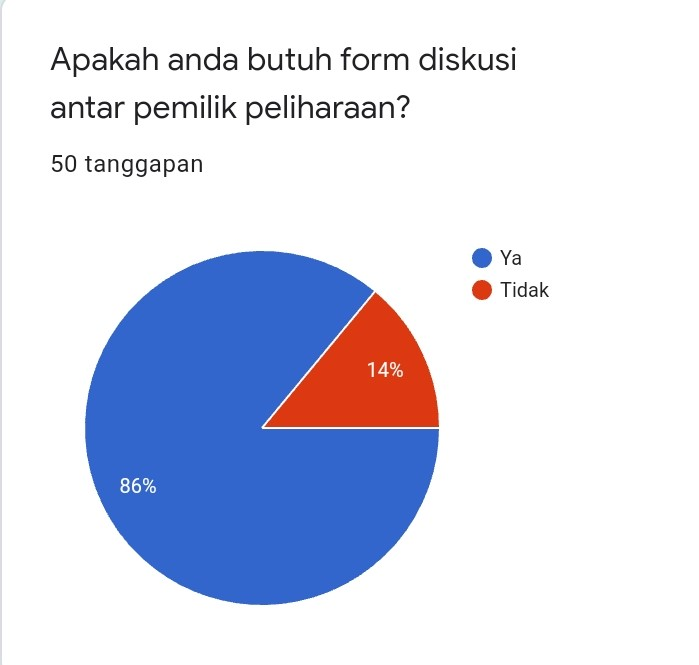 Apakah anda butuh form diskusi
antar pemilik peliharaan?
50 tanggapan
Ya
Tidak
14%
86%